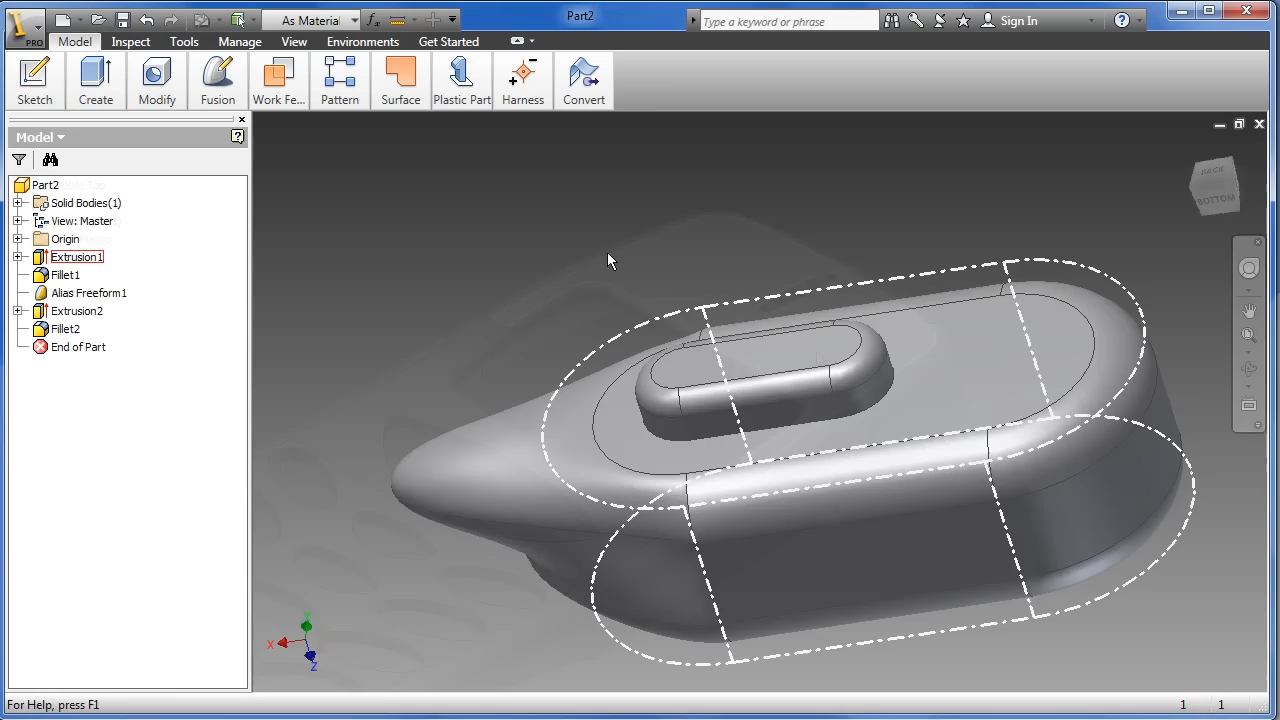 Part2
As Material
Type a keyword or phrase
Sign In
PRO
Model
Inspect
Tools
Manage
View
Environments
Get Started
Sketch
Create
Modify
Fusion
Work Fe...
Pattern
Surface
Plastic Part
Harness
Convert
Model
Part2
Solid Bodies(1)
View: Master
Origin
Extrusion1
Fillet1
Alias Freeform1
Extrusion2
Fillet2
End of Part
BACK
BOTTOM
Y
X
Z
For Help, press F1
1
1